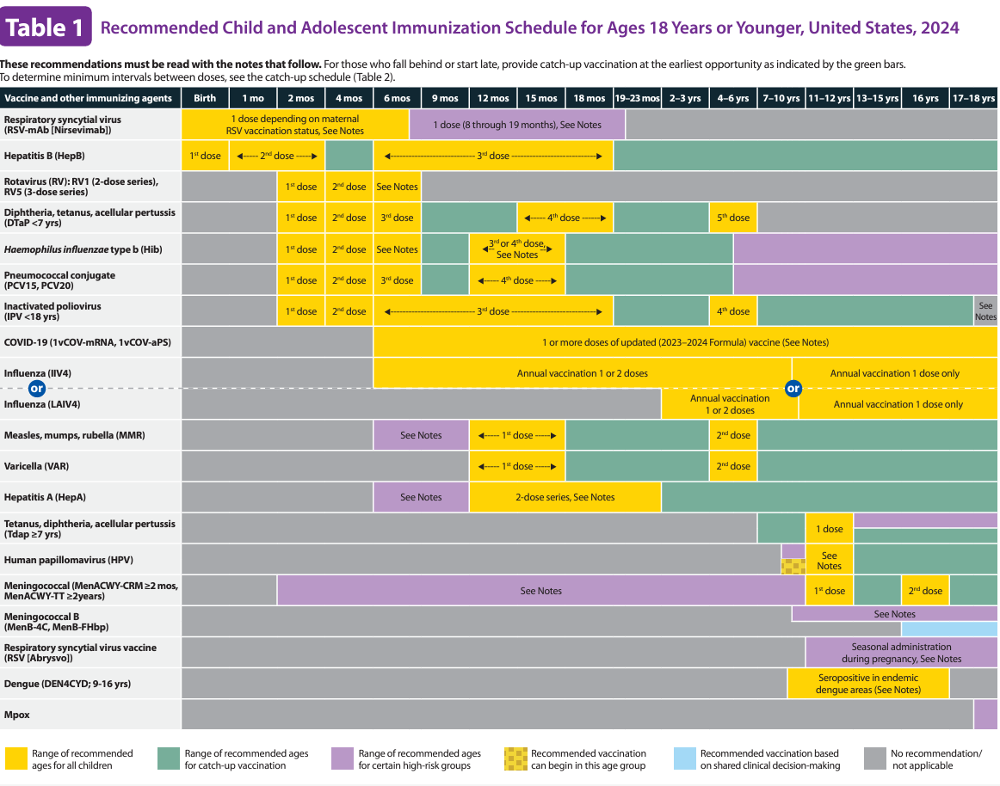 Table 1 Recommended Child and Adolescent Immunization Schedule for Ages 18 Years or Younger, United States, 2024
These recommendations must be read with the notes that follow. For those who fall behind or start late, provide catch-up vaccination at the earliest opportunity as indicated by the green bars.
To determine minimum intervals between doses, see the catch-up schedule (Table 2).
Vaccine and other immunizing agents Birth 1 mo 2 mos 4 mos 6 mos 9 mos 12 mos 15 mos 18 mos 19–23 mos 2–3 yrs 4–6 yrs 7–10 yrs 11–12 yrs 13–15 yrs 16 yrs 17–18 yrs
Respiratory syncytial virus
(RSV-mAb [Nirsevimab])
1 dose depending on maternal
RSV vaccination status, See Notes
1 dose (8 through 19 months), See Notes
Hepatitis B (HepB) 1st dose 2nd dose 3rd dose
Rotavirus (RV): RV1 (2-dose series),
RV5 (3-dose series)
1st dose 2nd dose See Notes
Diphtheria, tetanus, acellular pertussis
(DTaP <7 yrs)
1st dose 2nd dose 3rd dose 4th dose 5th dose
Haemophilus influenzae type b (Hib) 1st dose 2nd dose See Notes
3rd or 4th dose,
See Notes
Pneumococcal conjugate
(PCV15, PCV20)
1st dose 2nd dose 3rd dose 4th dose
Inactivated poliovirus
(IPV <18 yrs)
1st dose 2nd dose 3rd dose 4th dose
See
Notes
COVID-19 (1vCOV-mRNA, 1vCOV-aPS) 1 or more doses of updated (2023–2024 Formula) vaccine (See Notes)
Influenza (IIV4) Annual vaccination 1 or 2 doses Annual vaccination 1 dose only
or or
Influenza (LAIV4)
Annual vaccination
1 or 2 doses
Annual vaccination 1 dose only
Measles, mumps, rubella (MMR) See Notes 1st dose 2nd dose
Varicella (VAR) 1st dose 2nd dose
Hepatitis A (HepA) See Notes 2-dose series, See Notes
Tetanus, diphtheria, acellular pertussis
(Tdap ≥7 yrs)
1 dose
Human papillomavirus (HPV)
See
Notes
Meningococcal (MenACWY-CRM ≥2 mos,
MenACWY-TT ≥2years)
See Notes 1st dose 2nd dose
Meningococcal B
(MenB-4C, MenB-FHbp)
See Notes
Respiratory syncytial virus vaccine
(RSV [Abrysvo])
Seasonal administration
during pregnancy, See Notes
Dengue (DEN4CYD; 9-16 yrs)
Seropositive in endemic
dengue areas (See Notes)
Mpox
Range of recommended
ages for all children
Range of recommended ages
for catch-up vaccination
Range of recommended ages
for certain high-risk groups
Recommended vaccination
can begin in this age group
Recommended vaccination based
on shared clinical decision-making
No recommendation/
not applicable